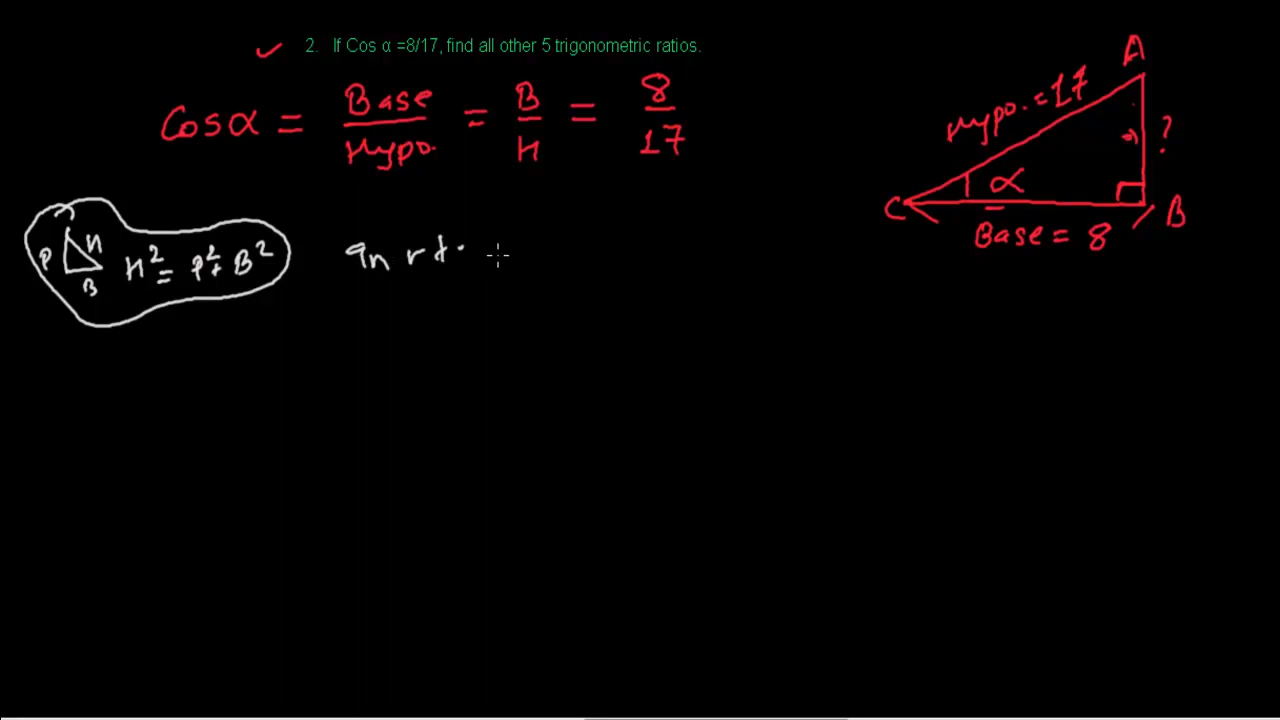 2. If Cos α =8/17, find all other 5 trigonometric ratios.
Cosα = Base/Hypo. = B/H = 8/17
A
Hypo. = 17
?
α
C
B
Base = 8
P H B
H² = P² + B²
In rt.